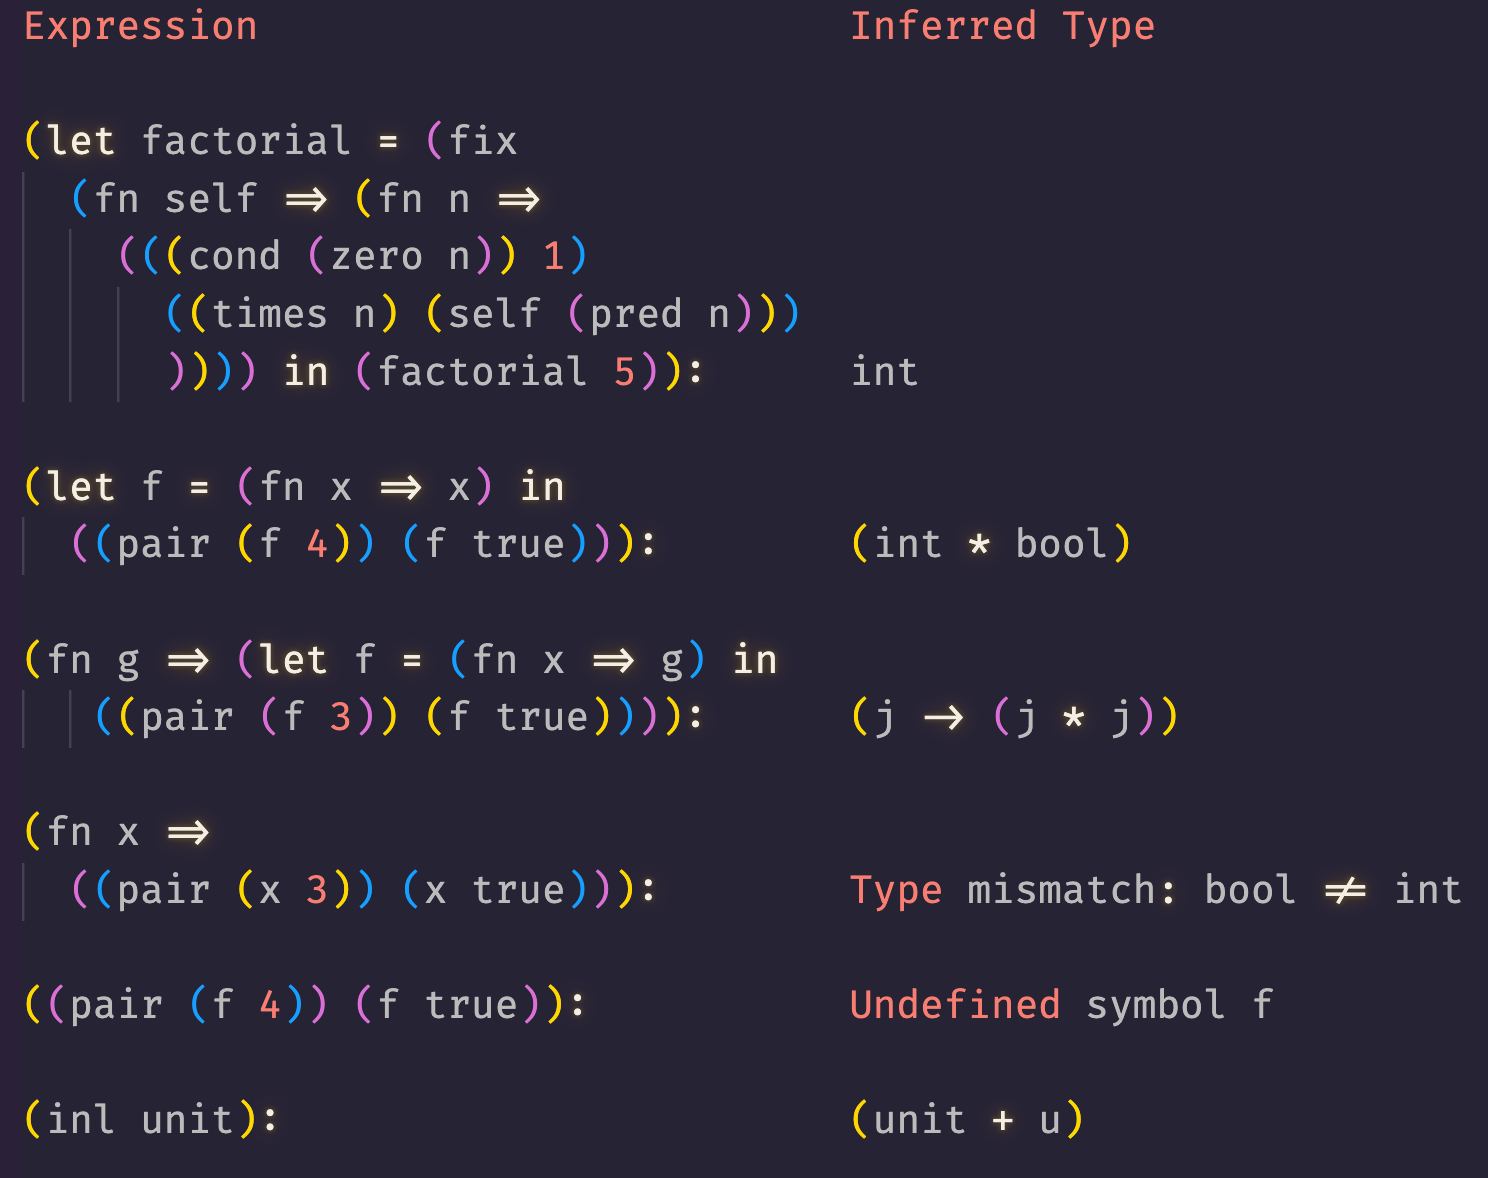 Expression Inferred Type
(let factorial = (fix
(fn self => (fn n =>
(((cond (zero n)) 1)
((times n) (self (pred n)))
)))) in (factorial 5)): int
(let f = (fn x => x) in
((pair (f 4)) (f true))): (int * bool)
(fn g => (let f = (fn x => g) in
((pair (f 3)) (f true)))): (j -> (j * j))
(fn x =>
((pair (x 3)) (x true))): Type mismatch: bool != int
((pair (f 4)) (f true)): Undefined symbol f
(inl unit): (unit + u)